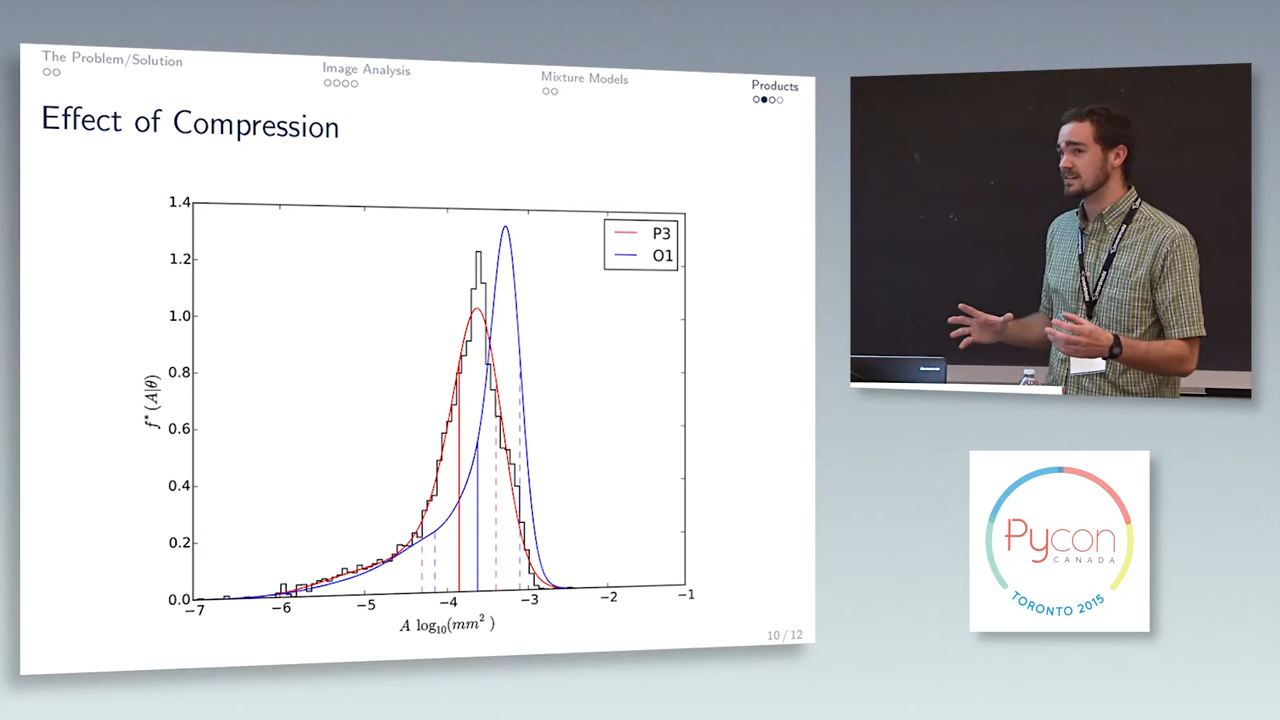 The Problem/Solution
Image Analysis
Mixture Models
Products
Effect of Compression
1.4
1.2
1.0
0.8
0.6
0.4
0.2
0.0
f* (A|θ)
P3
O1
−7
−6
−5
−4
−3
−2
−1
A log₁₀(mm²)
10 / 12
lenovo
Pycon
CANADA
TORONTO 2015